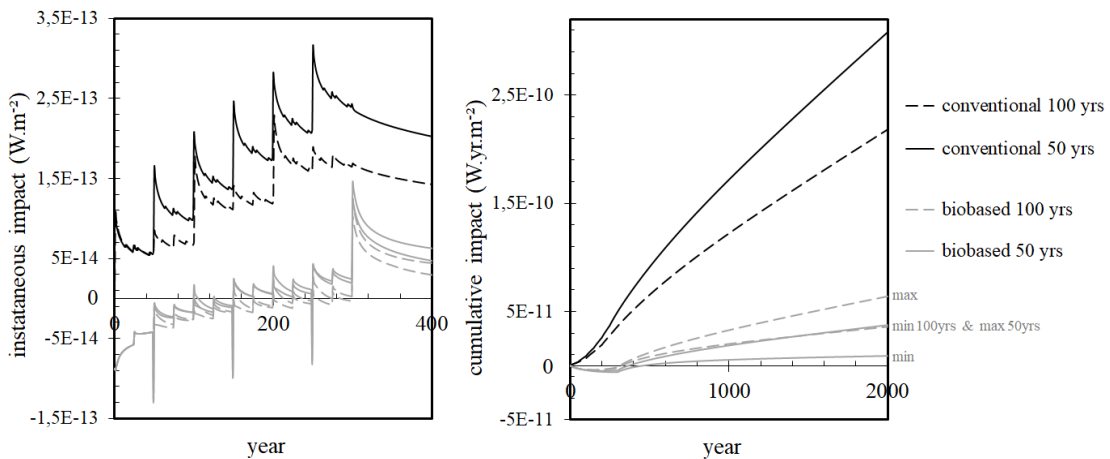 instataneous impact (W.m⁻²)
3,5E-13
2,5E-13
1,5E-13
5E-14
0
-5E-14
-1,5E-13
0
200
400
year
cumulative impact (W.yr.m⁻²)
2,5E-10
1,5E-10
5E-11
0
-5E-11
0
1000
2000
year
max
min 100yrs & max 50yrs
min
conventional 100 yrs
conventional 50 yrs
biobased 100 yrs
biobased 50 yrs